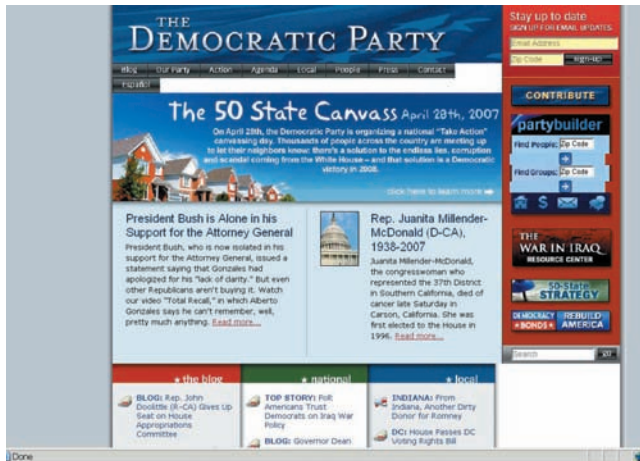 THE
DEMOCRATIC PARTY
Blog Our Party Action Agenda Local People Press Contact
Español
The 50 State Canvass April 28th, 2007
On April 28th, the Democratic Party is organizing a national "Take Action"
canvassing day. Thousands of people across the country are meeting up
to let their neighbors know: there's a solution to the endless lies, corruption
and scandal coming from the White House – and that solution is a Democratic
victory in 2008.
click here to learn more
President Bush is Alone in his
Support for the Attorney General
President Bush, who is now isolated in his
support for the Attorney General, issued a
statement saying that Gonzales had
apologized for his "lack of clarity." But even
other Republicans aren't buying it. Watch
our video "Total Recall," in which Alberto
Gonzales says he can't remember, well,
pretty much anything. Read more...
Rep. Juanita Millender-
McDonald (D-CA),
1938-2007
Juanita Millender-McDonald,
the congresswoman who
represented the 37th District
in Southern California, died of
cancer late Saturday in
Carson, California. She was
first elected to the House in
1996. Read more...
the blog
BLOG: Rep. John
Doolittle (R-CA) Gives Up
Seat on House
Appropriations
Committee
national
TOP STORY: Poll:
Americans Trust
Democrats on Iraq War
Policy
BLOG: Governor Dean
local
INDIANA: From
Indiana, Another Dirty
Donor for Romney
DC: House Passes DC
Voting Rights Bill
Stay up to date
SIGN UP FOR EMAIL UPDATES
Email Address
Zip Code sign-up
CONTRIBUTE
partybuilder
Find People: Zip Code
Find Groups: Zip Code
THE
WAR IN IRAQ
RESOURCE CENTER
50-State
STRATEGY
DEMOCRACY
BONDS
REBUILD
AMERICA
Search go
Done